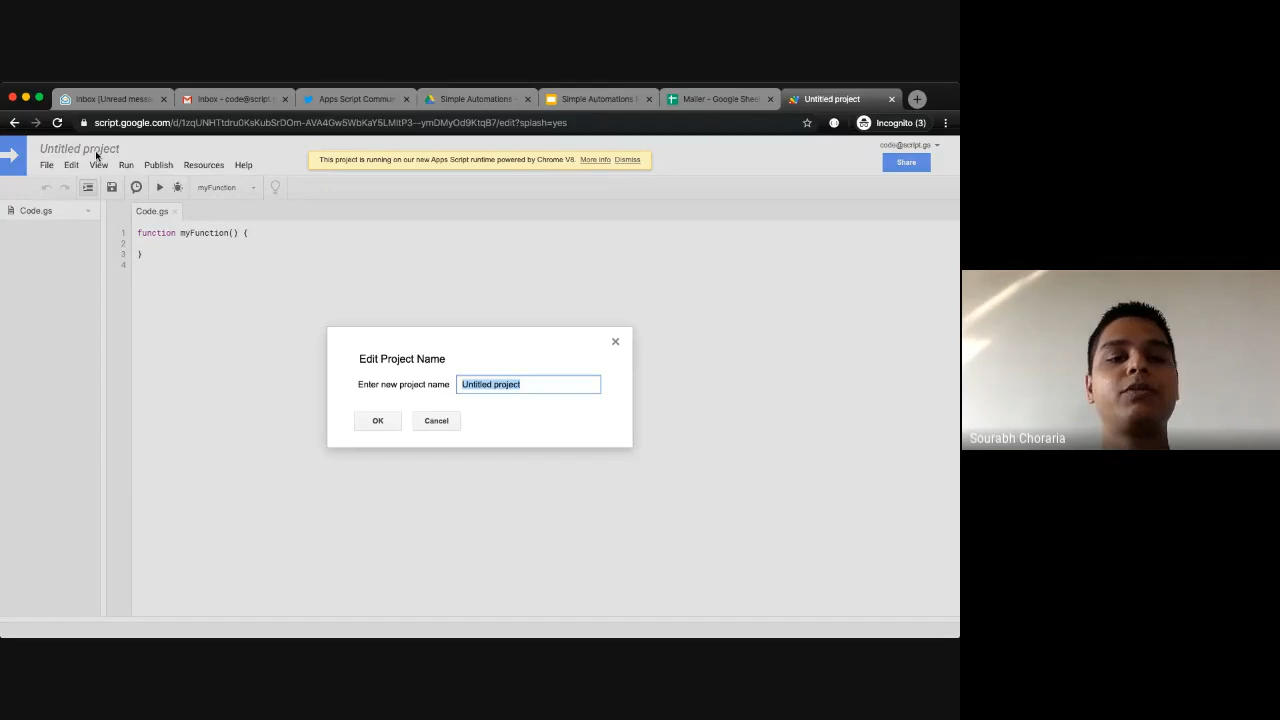 Inbox [Unread messa
Inbox - code@script.g
Apps Script Commun
Simple Automations -
Simple Automations
Mailer - Google Shee
Untitled project
script.google.com/d/1zqUNHTtdru0KsKubSrDOm-AVA4Gw5WbKaY5LMltP3--ymDMyOd9KtqB7/edit?splash=yes
Incognito (3)
Untitled project
File Edit View Run Publish Resources Help
This project is running on our new Apps Script runtime powered by Chrome V8. More info Dismiss
code@script.gs
Share
myFunction
Code.gs
Code.gs
1 function myFunction() {
2
3 }
4
Edit Project Name
Enter new project name Untitled project
OK Cancel
Sourabh Choraria